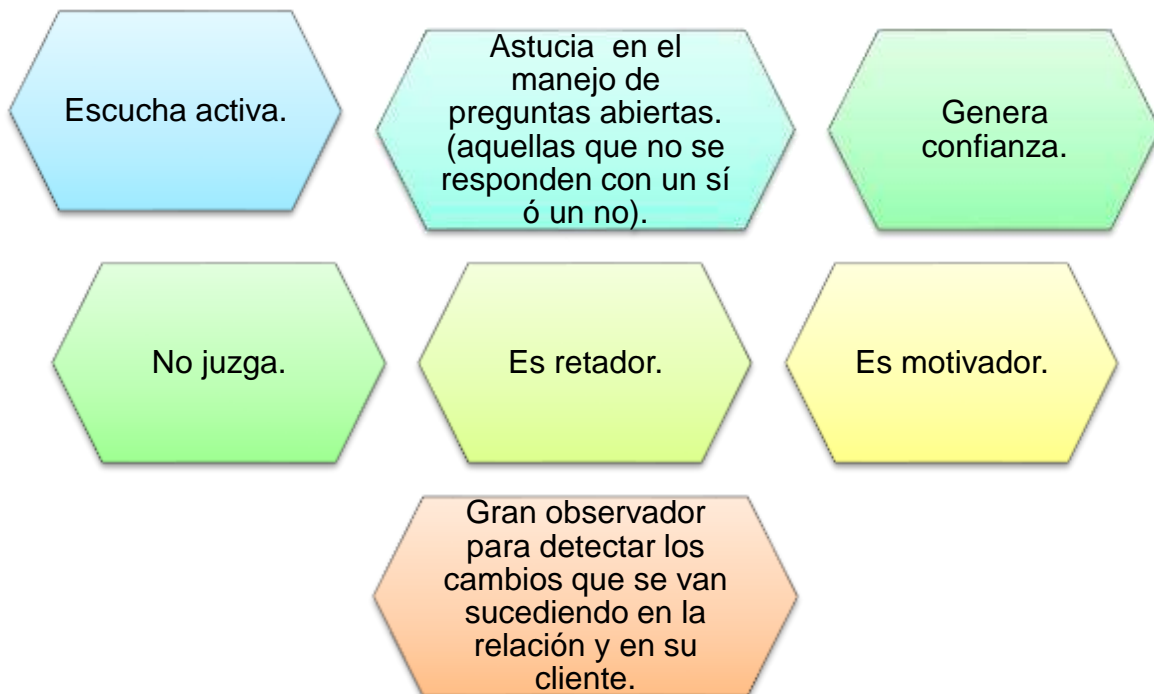 Escucha activa.
Astucia en el
manejo de
preguntas abiertas.
(aquellas que no se
responden con un sí
ó un no).
Genera
confianza.
No juzga.
Es retador.
Es motivador.
Gran observador
para detectar los
cambios que se van
sucediendo en la
relación y en su
cliente.